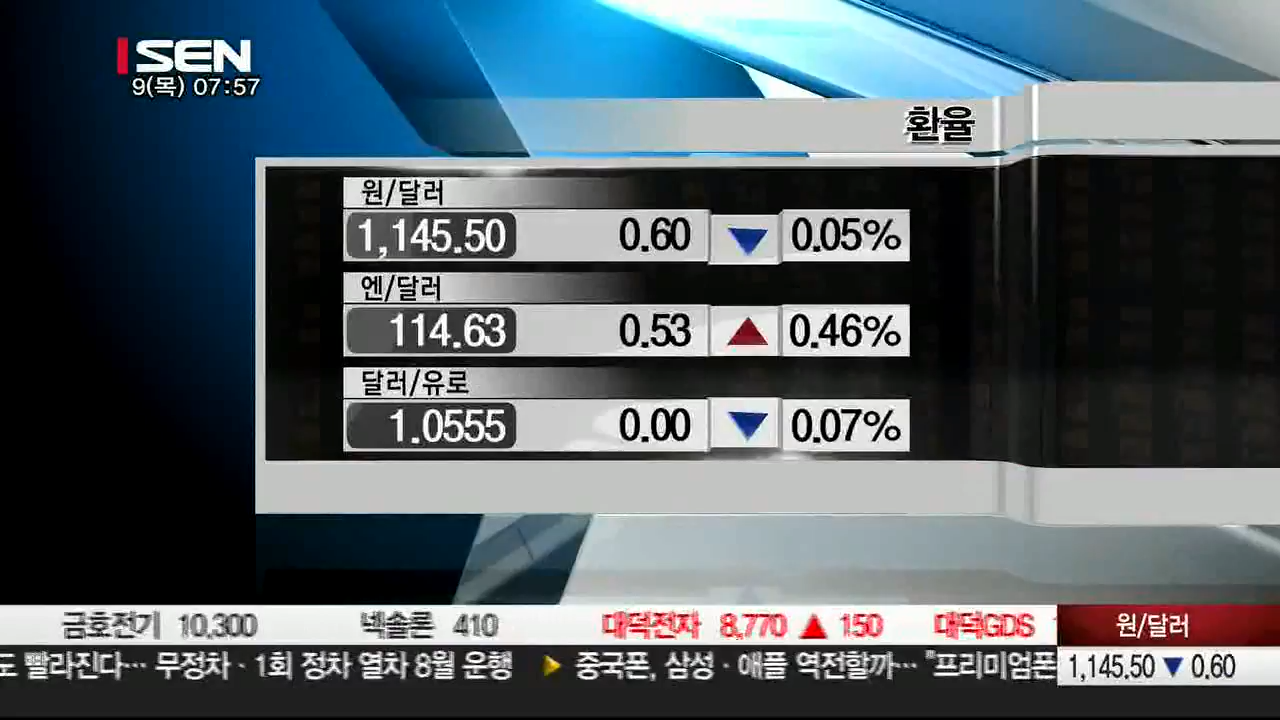 SEN
9(목) 07:57
환율
원/달러
1,145.50 0.60 ▼ 0.05%
엔/달러
114.63 0.53 ▲ 0.46%
달러/유로
1.0555 0.00 ▼ 0.07%
금호전기 10,300 넥솔론 410 대덕전자 8,770 ▲ 150 대덕GDS
원/달러
도 빨라진다… 무정차·1회 정차 열차 8월 운행 ▶ 중국폰, 삼성·애플 역전할까… "프리미엄폰
1,145.50 ▼ 0.60